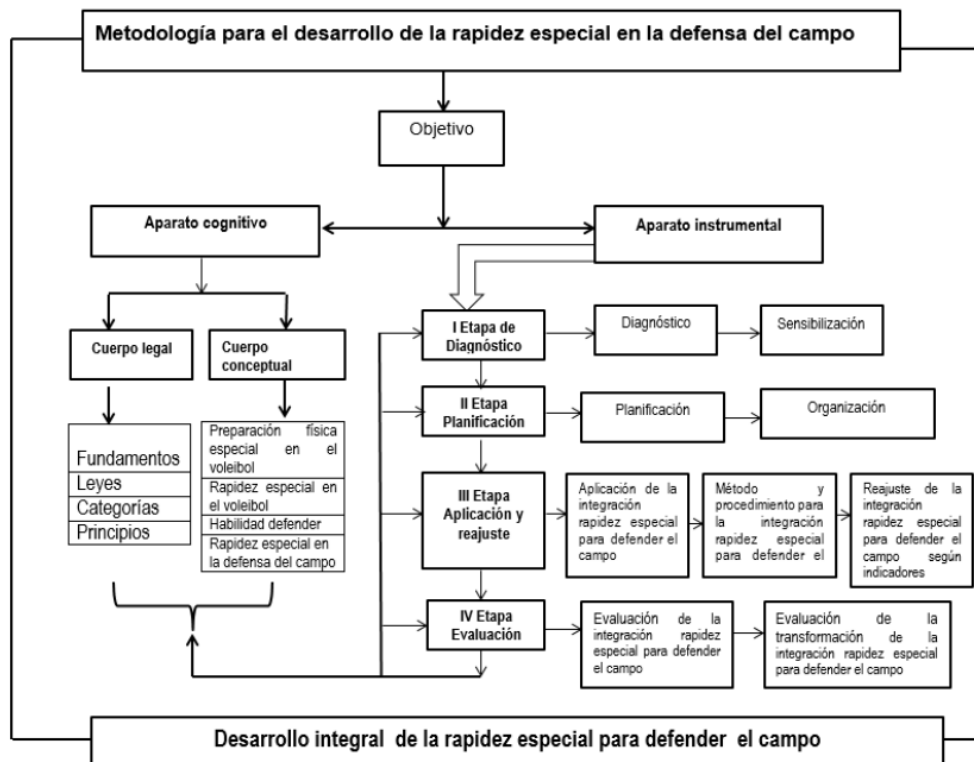 Metodología para el desarrollo de la rapidez especial en la defensa del campo
Objetivo
Aparato cognitivo
Aparato instrumental
Cuerpo legal
Cuerpo
conceptual
Fundamentos
Leyes
Categorías
Principios
Preparación física
especial en el
voleibol
Rapidez especial en
el voleibol
Habilidad defender
Rapidez especial en
la defensa del campo
I Etapa de
Diagnóstico
Diagnóstico
Sensibilización
II Etapa
Planificación
Planificación
Organización
III Etapa
Aplicación y
reajuste
Aplicación de la
integración
rapidez especial
para defender el
campo
Método y
procedimiento para
la integración
rapidez especial
para defender el
Reajuste de la
integración
rapidez especial
para defender el
campo según
indicadores
IV Etapa
Evaluación
Evaluación de la
integración rapidez
especial para defender
el campo
Evaluación de la
transformación de la
integración rapidez especial
para defender el campo
Desarrollo integral de la rapidez especial para defender el campo